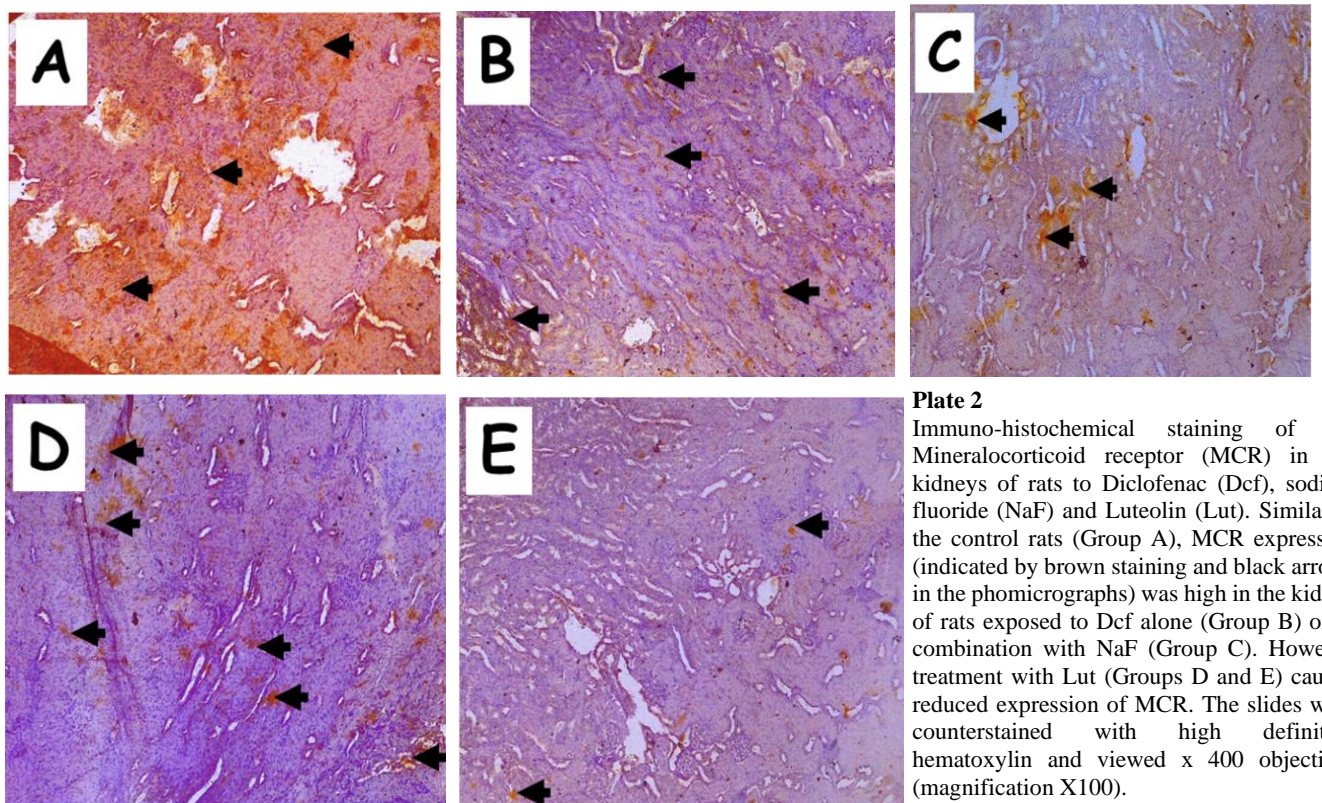 A
B
C
D
E
Plate 2
Immuno-histochemical staining of
Mineralocorticoid receptor (MCR) in
kidneys of rats to Diclofenac (Dcf), sodi
fluoride (NaF) and Luteolin (Lut). Simila
the control rats (Group A), MCR express
(indicated by brown staining and black arro
in the phomicrographs) was high in the kid
of rats exposed to Dcf alone (Group B) o
combination with NaF (Group C). Howe
treatment with Lut (Groups D and E) cau
reduced expression of MCR. The slides w
counterstained with high definit
hematoxylin and viewed x 400 objecti
(magnification X100).